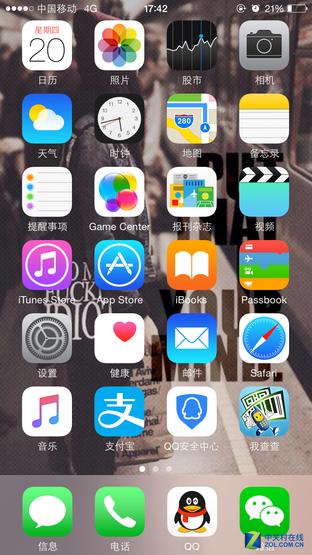 中国移动 4G 17:42 21%
星期四
20
280
日历 照片 股市 相机
天气 时钟 地图 备忘录
提醒事项 Game Center 报刊杂志 视频
iTunes Store App Store iBooks Passbook
设置 健康 邮件 Safari
音乐 支付宝 QQ安全中心 我查查
信息 电话 QQ
中关村在线
ZOL.COM.CN